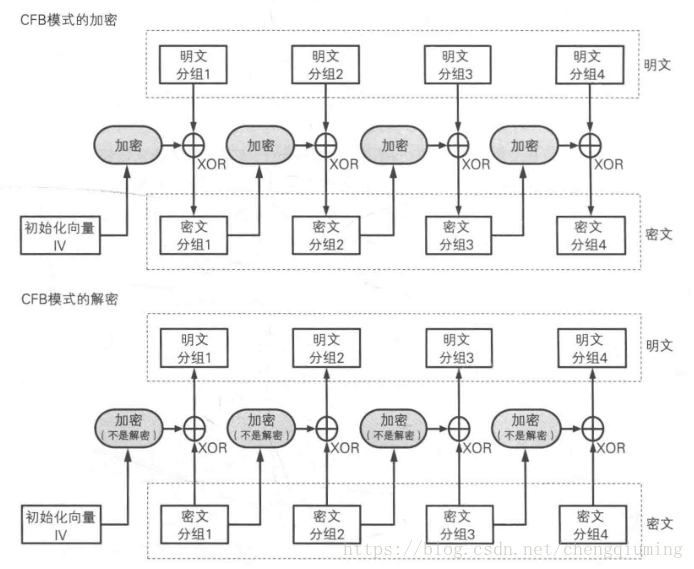 CFB模式的加密
明文
分组1
明文
分组2
明文
分组3
明文
分组4
明文
加密
加密
加密
加密
XOR
XOR
XOR
XOR
初始化向量
IV
密文
分组1
密文
分组2
密文
分组3
密文
分组4
密文
CFB模式的解密
明文
分组1
明文
分组2
明文
分组3
明文
分组4
明文
加密
(不是解密)
加密
(不是解密)
加密
(不是解密)
加密
(不是解密)
XOR
XOR
XOR
XOR
初始化向量
IV
密文
分组1
密文
分组2
密文
分组3
密文
分组4
密文
https://blog.csdn.net/chengqiuming